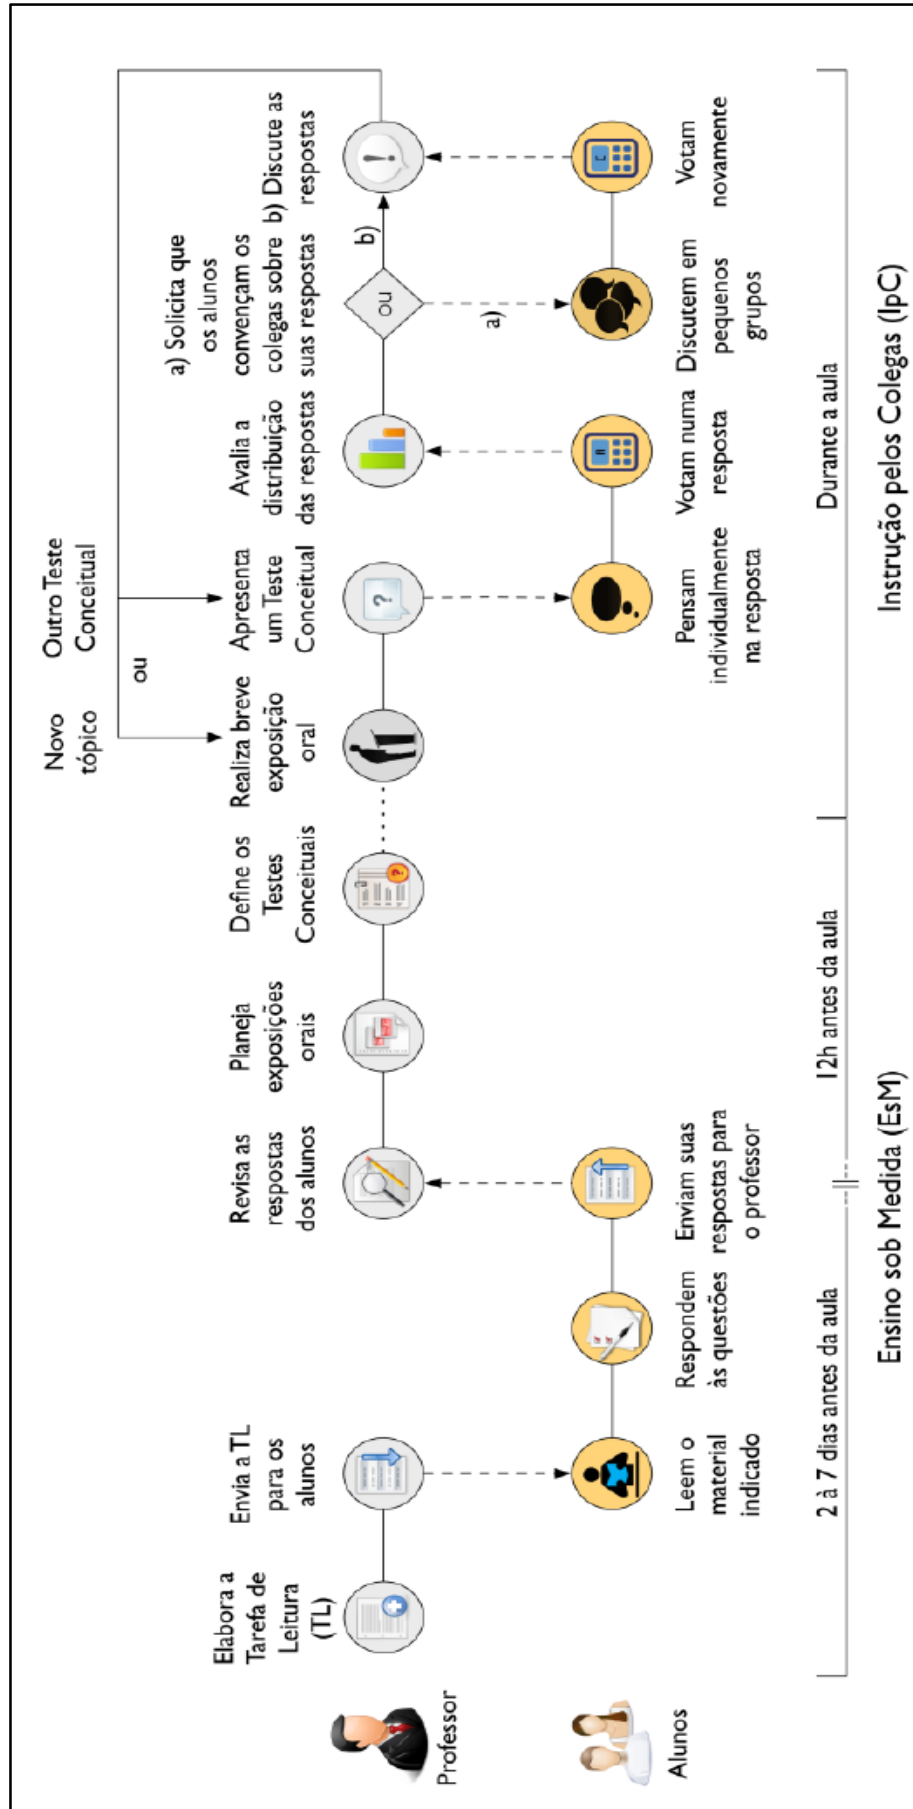 Novo
tópico
Outro Teste
Conceitual
ou
Elabora a
Tarefa de
Leitura
(TL)
Envia a TL
para os
alunos
Revisa as
respostas
dos alunos
Planeja
exposições
orais
Define os
Testes
Conceituais
Realiza breve
exposição
oral
Apresenta
um Teste
Conceitual
Avalia a
distribuição
das respostas
a) Solicita que
os alunos
convençam os
colegas sobre
suas respostas
b) Discute as
respostas
Professor
?
ou
b)
!
a)
Alunos
A
C
Leem o
material
indicado
Respondem
às questões
Enviam suas
respostas para
o professor
Pensam
individualmente
na resposta
Votam numa
resposta
Discutem em
pequenos
grupos
Votam
novamente
2 à 7 dias antes da aula
12h antes da aula
Durante a aula
Ensino sob Medida (EsM)
Instrução pelos Colegas (IpC)